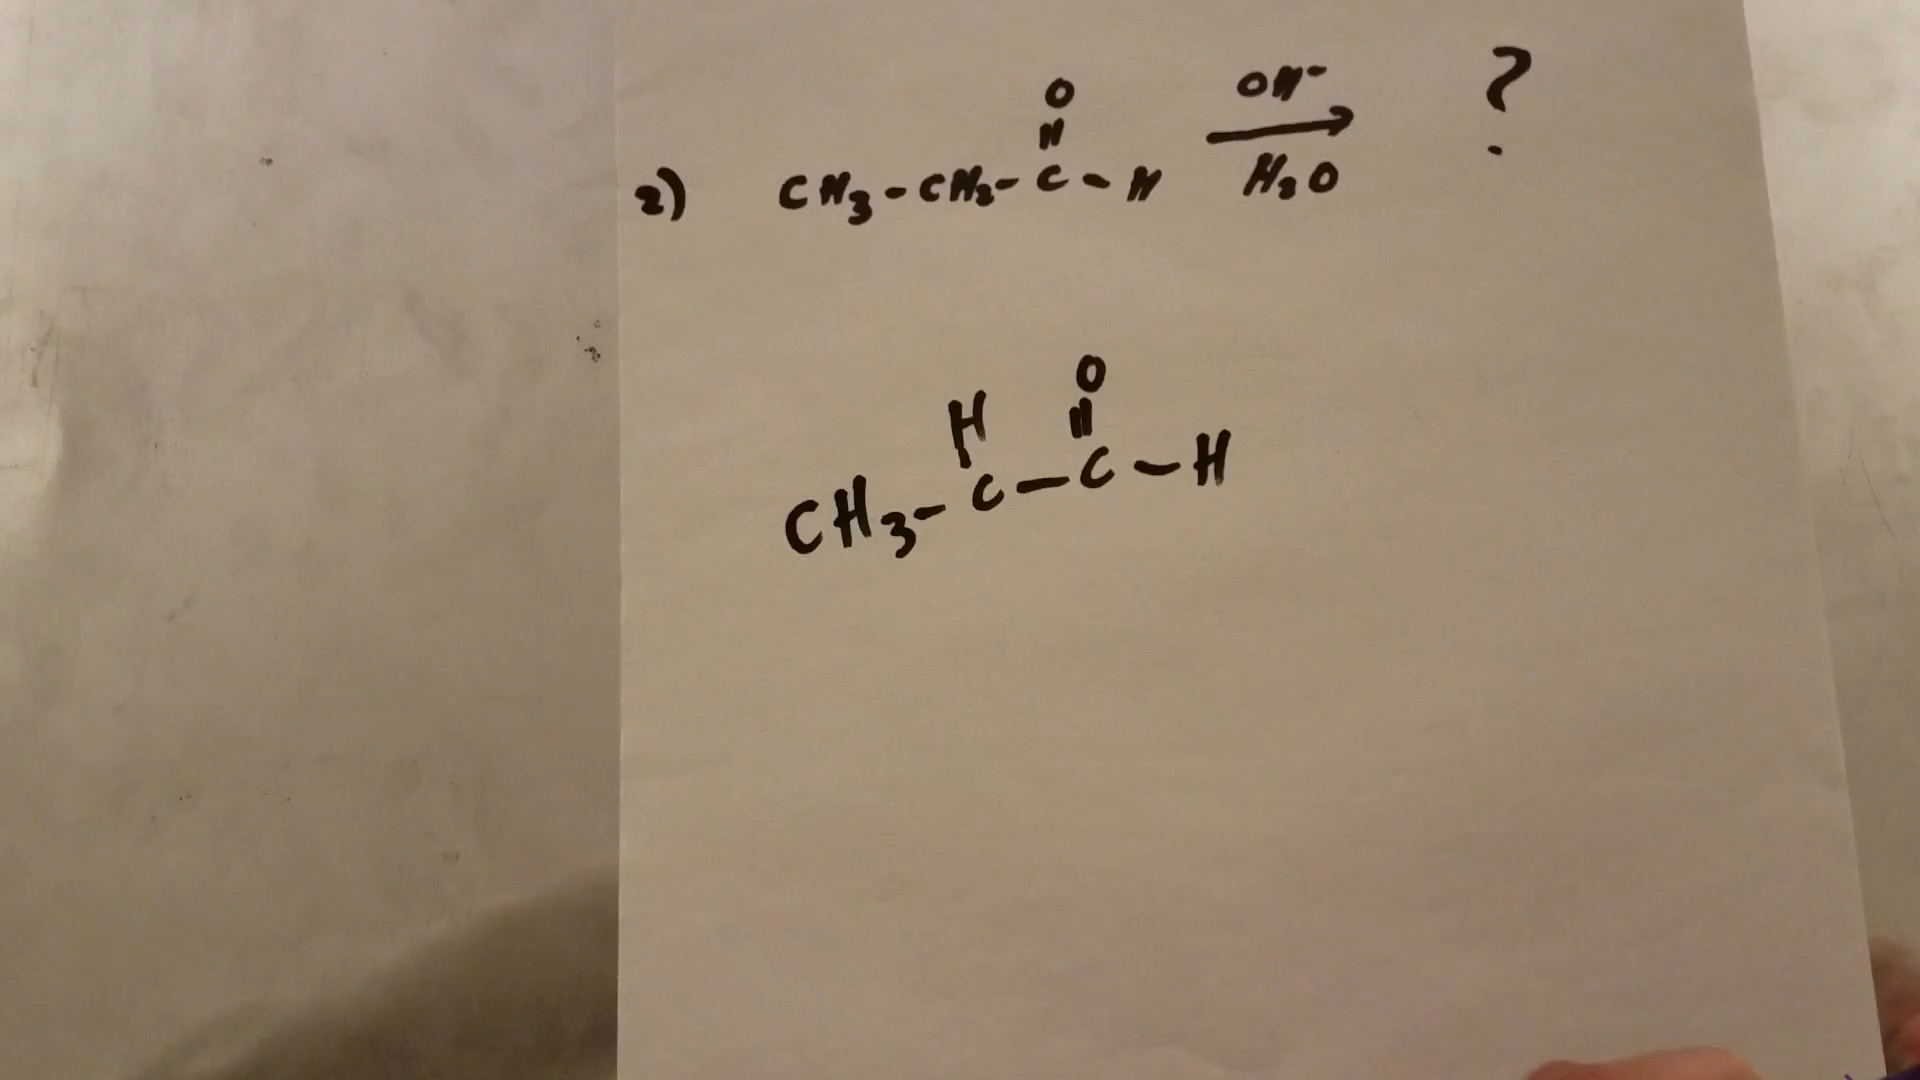 O OH- ?
2) CH3-CH2-C-H → H2O
H O
CH3-C-C-H